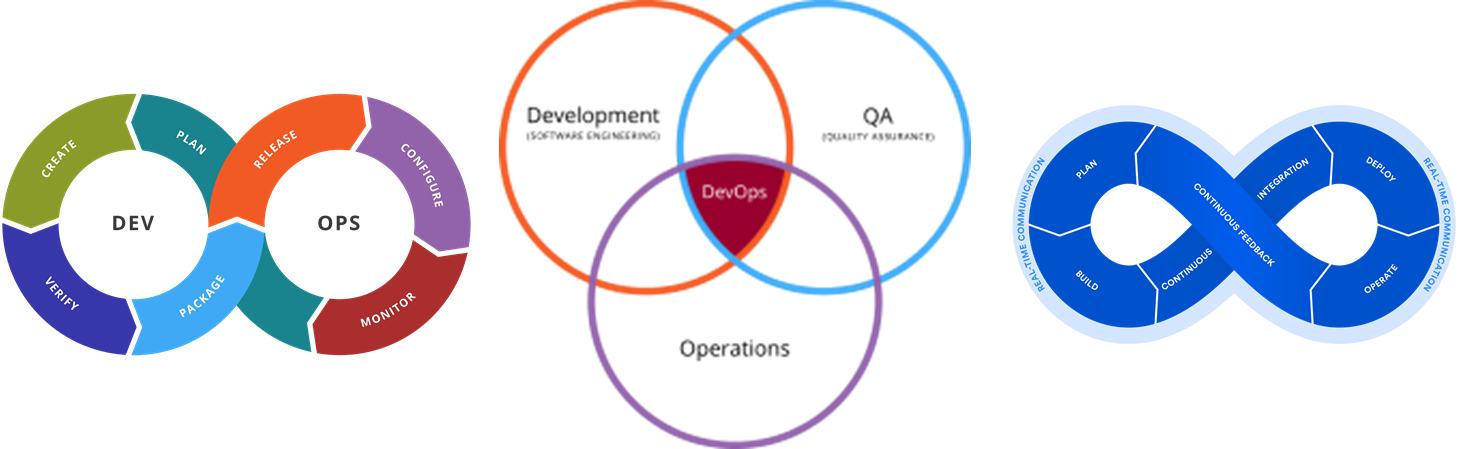 CREATE
PLAN
RELEASE
CONFIGURE
DEV
OPS
VERIFY
PACKAGE
MONITOR
Development
(SOFTWARE ENGINEERING)
QA
(QUALITY ASSURANCE)
DevOps
Operations
REAL-TIME COMMUNICATION
PLAN
BUILD
CONTINUOUS INTEGRATION
CONTINUOUS FEEDBACK
DEPLOY
OPERATE
REAL-TIME COMMUNICATION